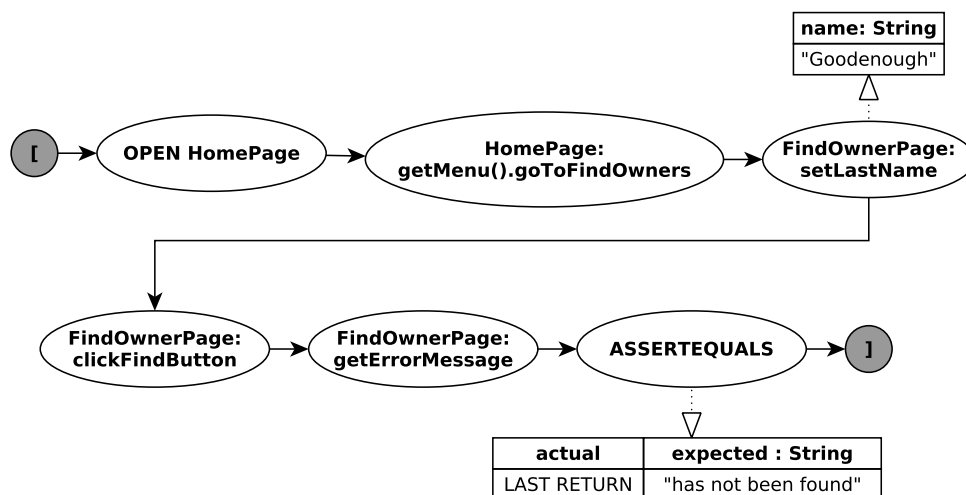 name: String
"Goodenough"
[
OPEN HomePage
HomePage:
getMenu().goToFindOwners
FindOwnerPage:
setLastName
FindOwnerPage:
clickFindButton
FindOwnerPage:
getErrorMessage
ASSERTEQUALS
]
actual
expected : String
LAST RETURN
"has not been found"